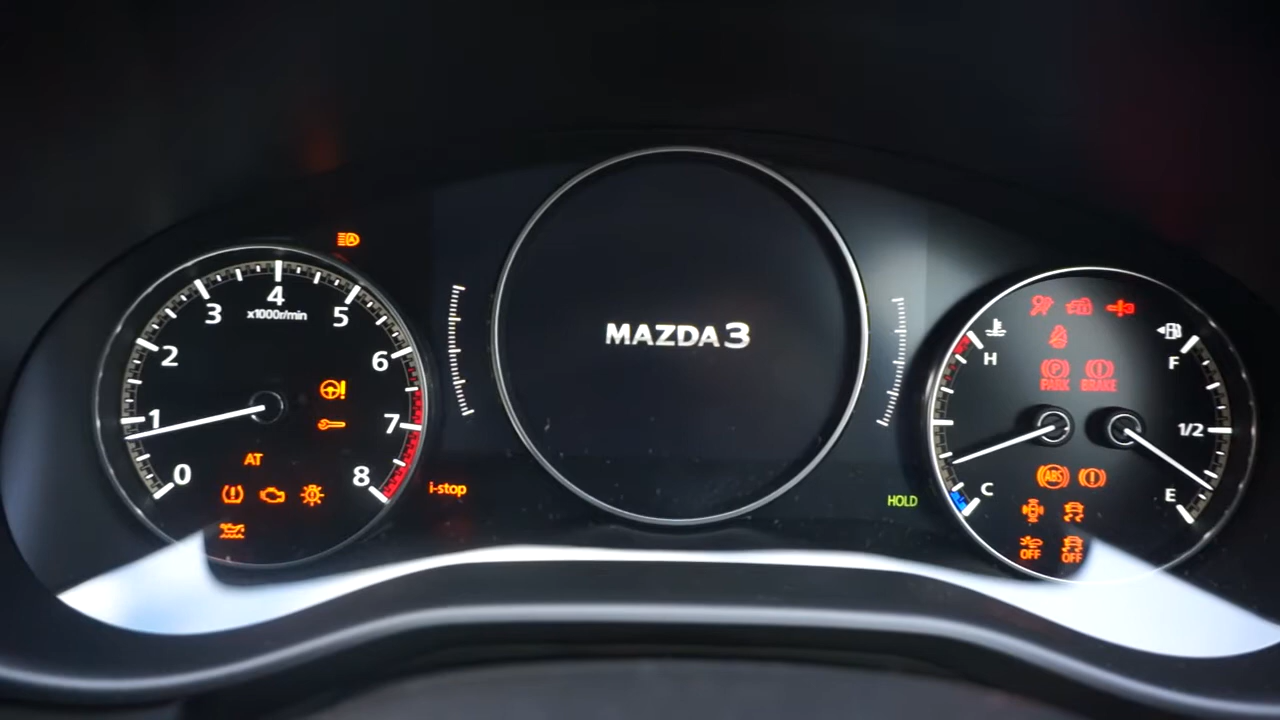 4
3
x1000r/min
5
2
6
1
7
AT
0
8
i-stop
MAZDA3
HOLD
H
F
P
PARK
BRAKE
1/2
ABS
C
E
OFF
OFF